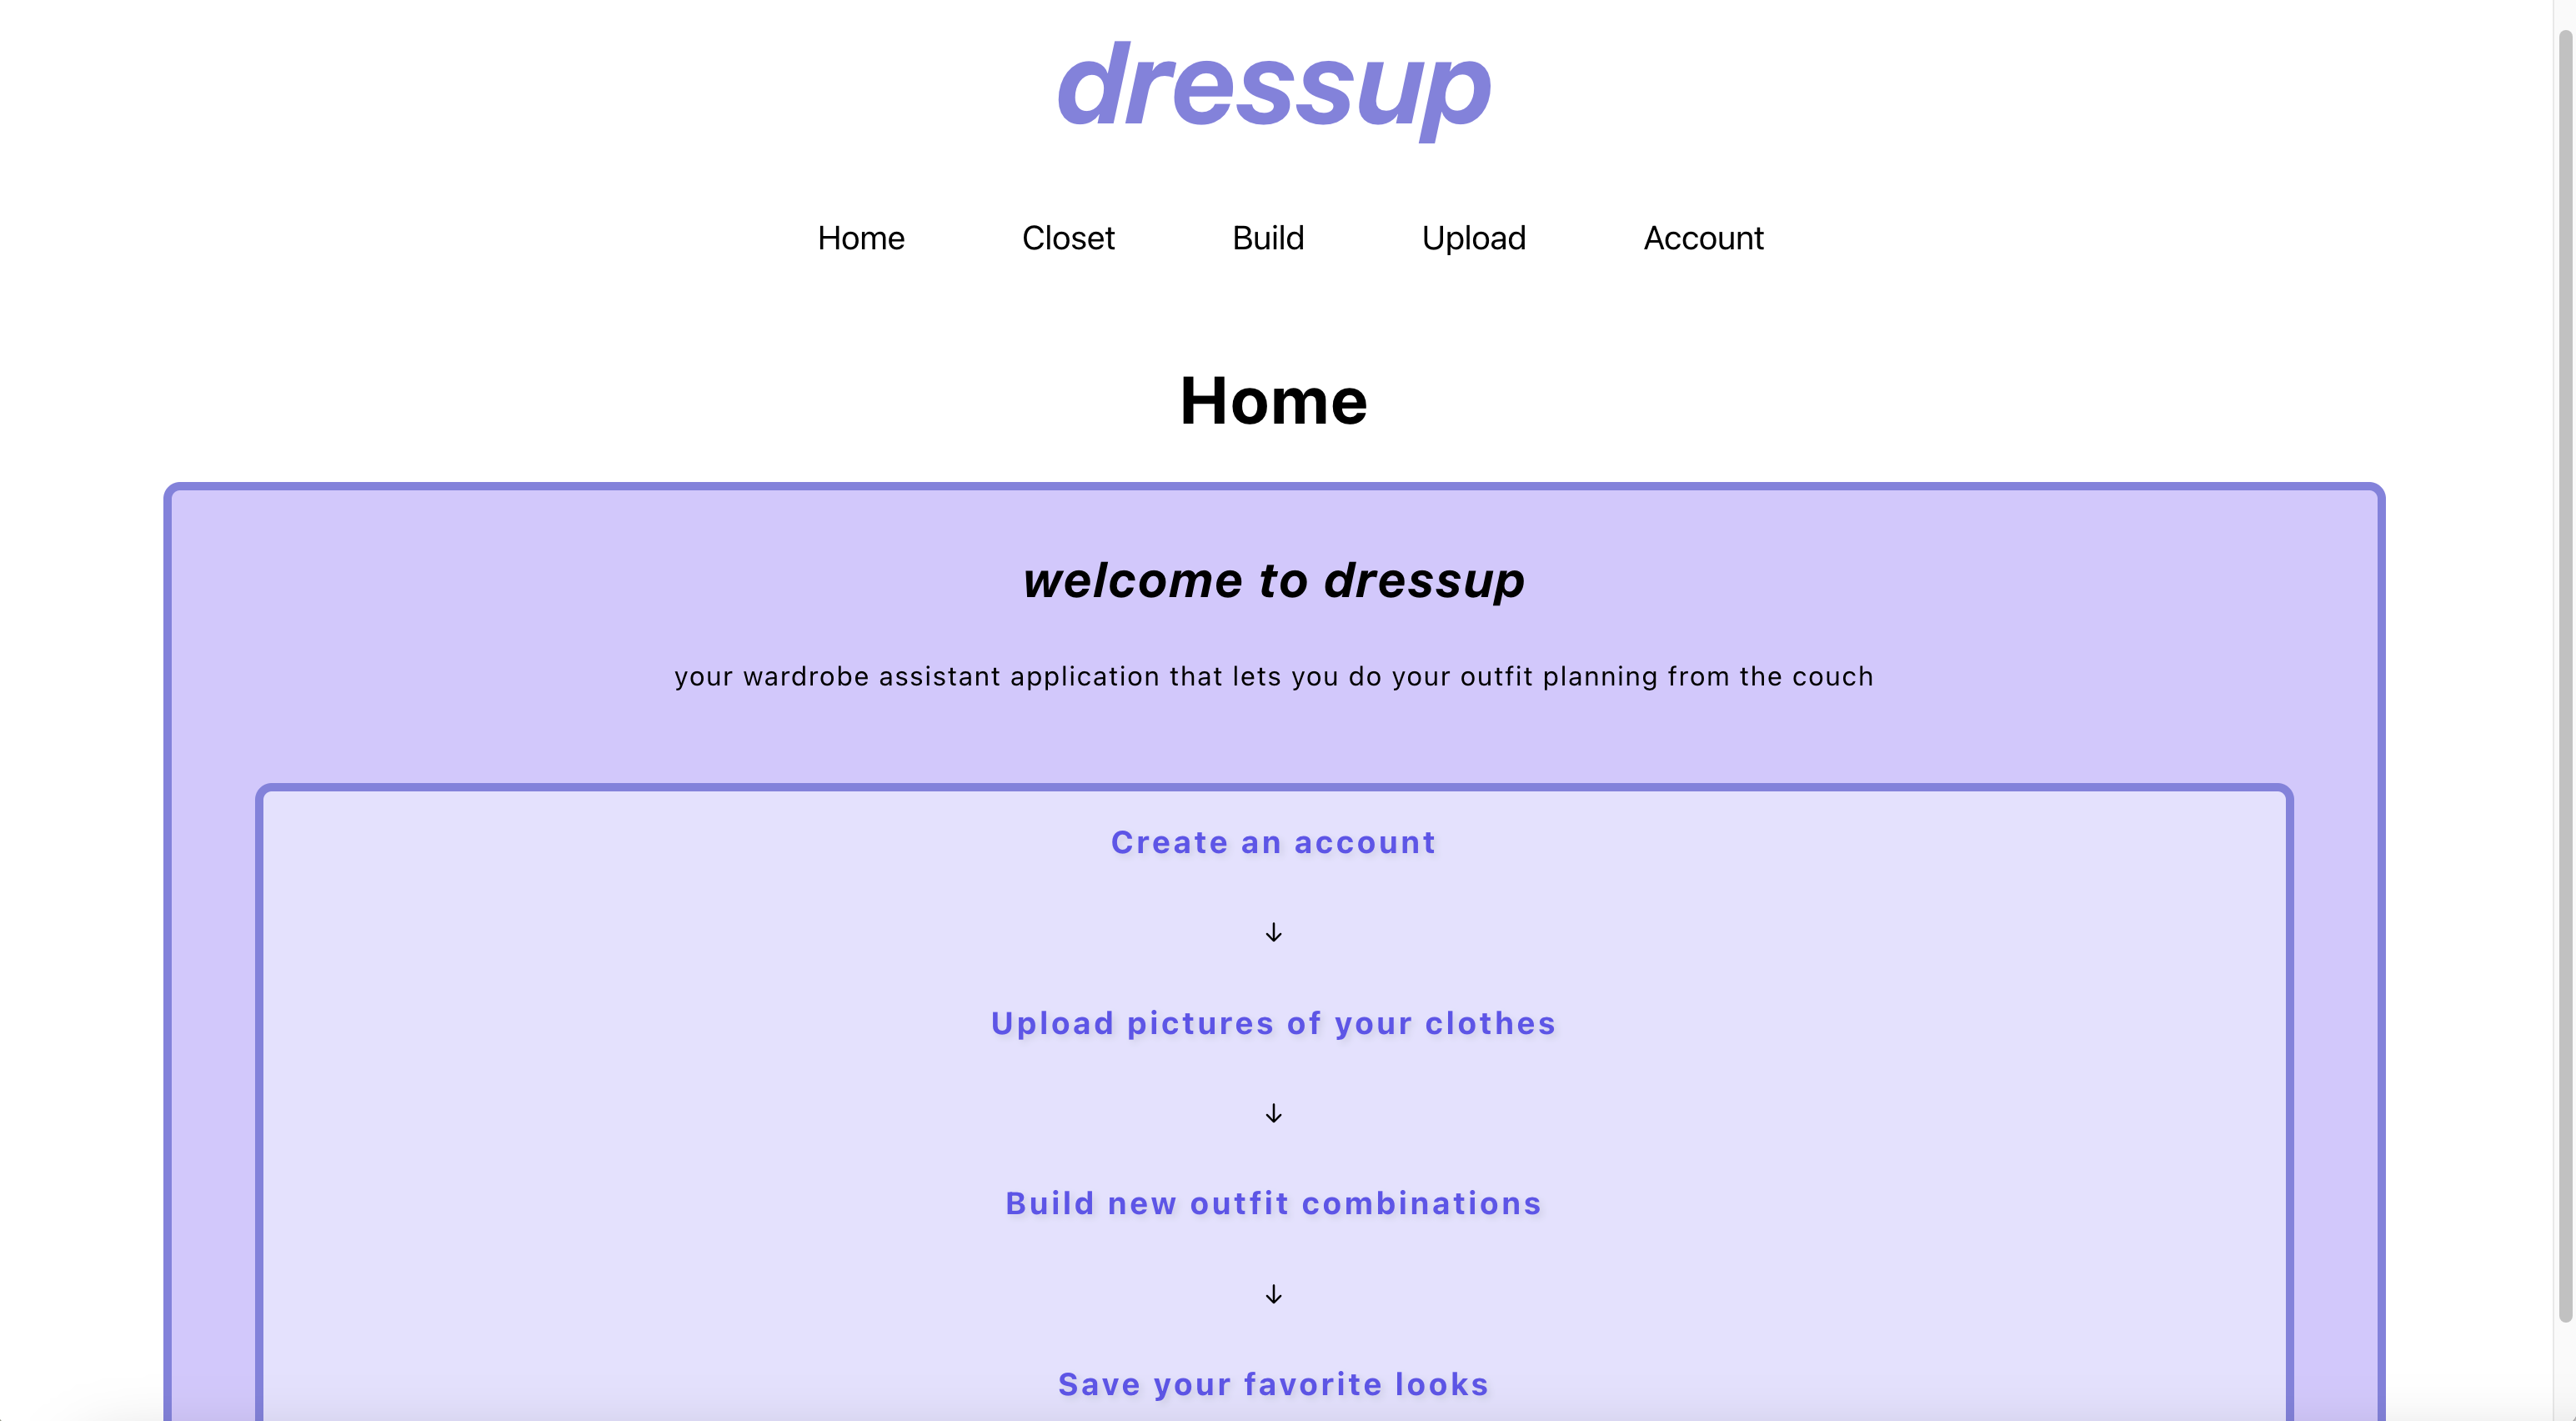 dressup
Home Closet Build Upload Account
Home
welcome to dressup
your wardrobe assistant application that lets you do your outfit planning from the couch
Create an account
↓
Upload pictures of your clothes
↓
Build new outfit combinations
↓
Save your favorite looks